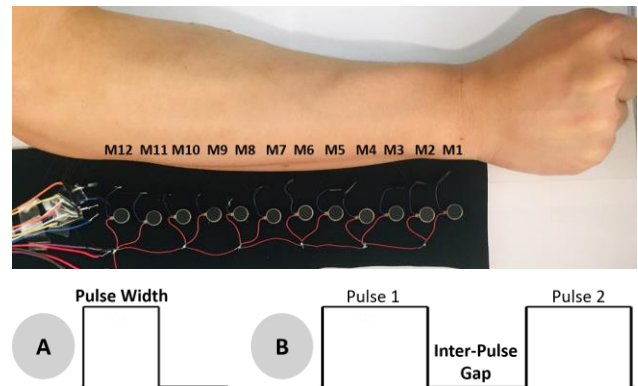 M12 M11 M10 M9 M8 M7 M6 M5 M4 M3 M2 M1
Pulse Width
A
Pulse 1
Pulse 2
B
Inter-Pulse
Gap